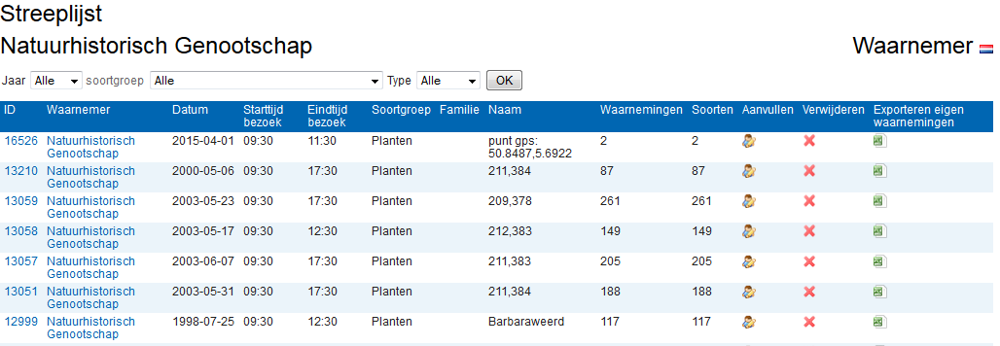 Streeplijst
Natuurhistorisch Genootschap Waarnemer
Jaar Alle soortgroep Alle Type Alle OK
ID Waarnemer Datum Starttijd bezoek Eindtijd bezoek Soortgroep Familie Naam Waarnemingen Soorten Aanvullen Verwijderen Exporteren eigen waarnemingen
16526 Natuurhistorisch Genootschap 2015-04-01 09:30 11:30 Planten punt gps: 50.8487,5.6922 2 2
13210 Natuurhistorisch Genootschap 2000-05-06 09:30 17:30 Planten 211,384 87 87
13059 Natuurhistorisch Genootschap 2003-05-23 09:30 17:30 Planten 209,378 261 261
13058 Natuurhistorisch Genootschap 2003-05-17 09:30 12:30 Planten 212,383 149 149
13057 Natuurhistorisch Genootschap 2003-06-07 09:30 17:30 Planten 211,383 205 205
13051 Natuurhistorisch Genootschap 2003-05-31 09:30 17:30 Planten 211,384 188 188
12999 Natuurhistorisch Genootschap 1998-07-25 09:30 12:30 Planten Barbaraweerd 117 117